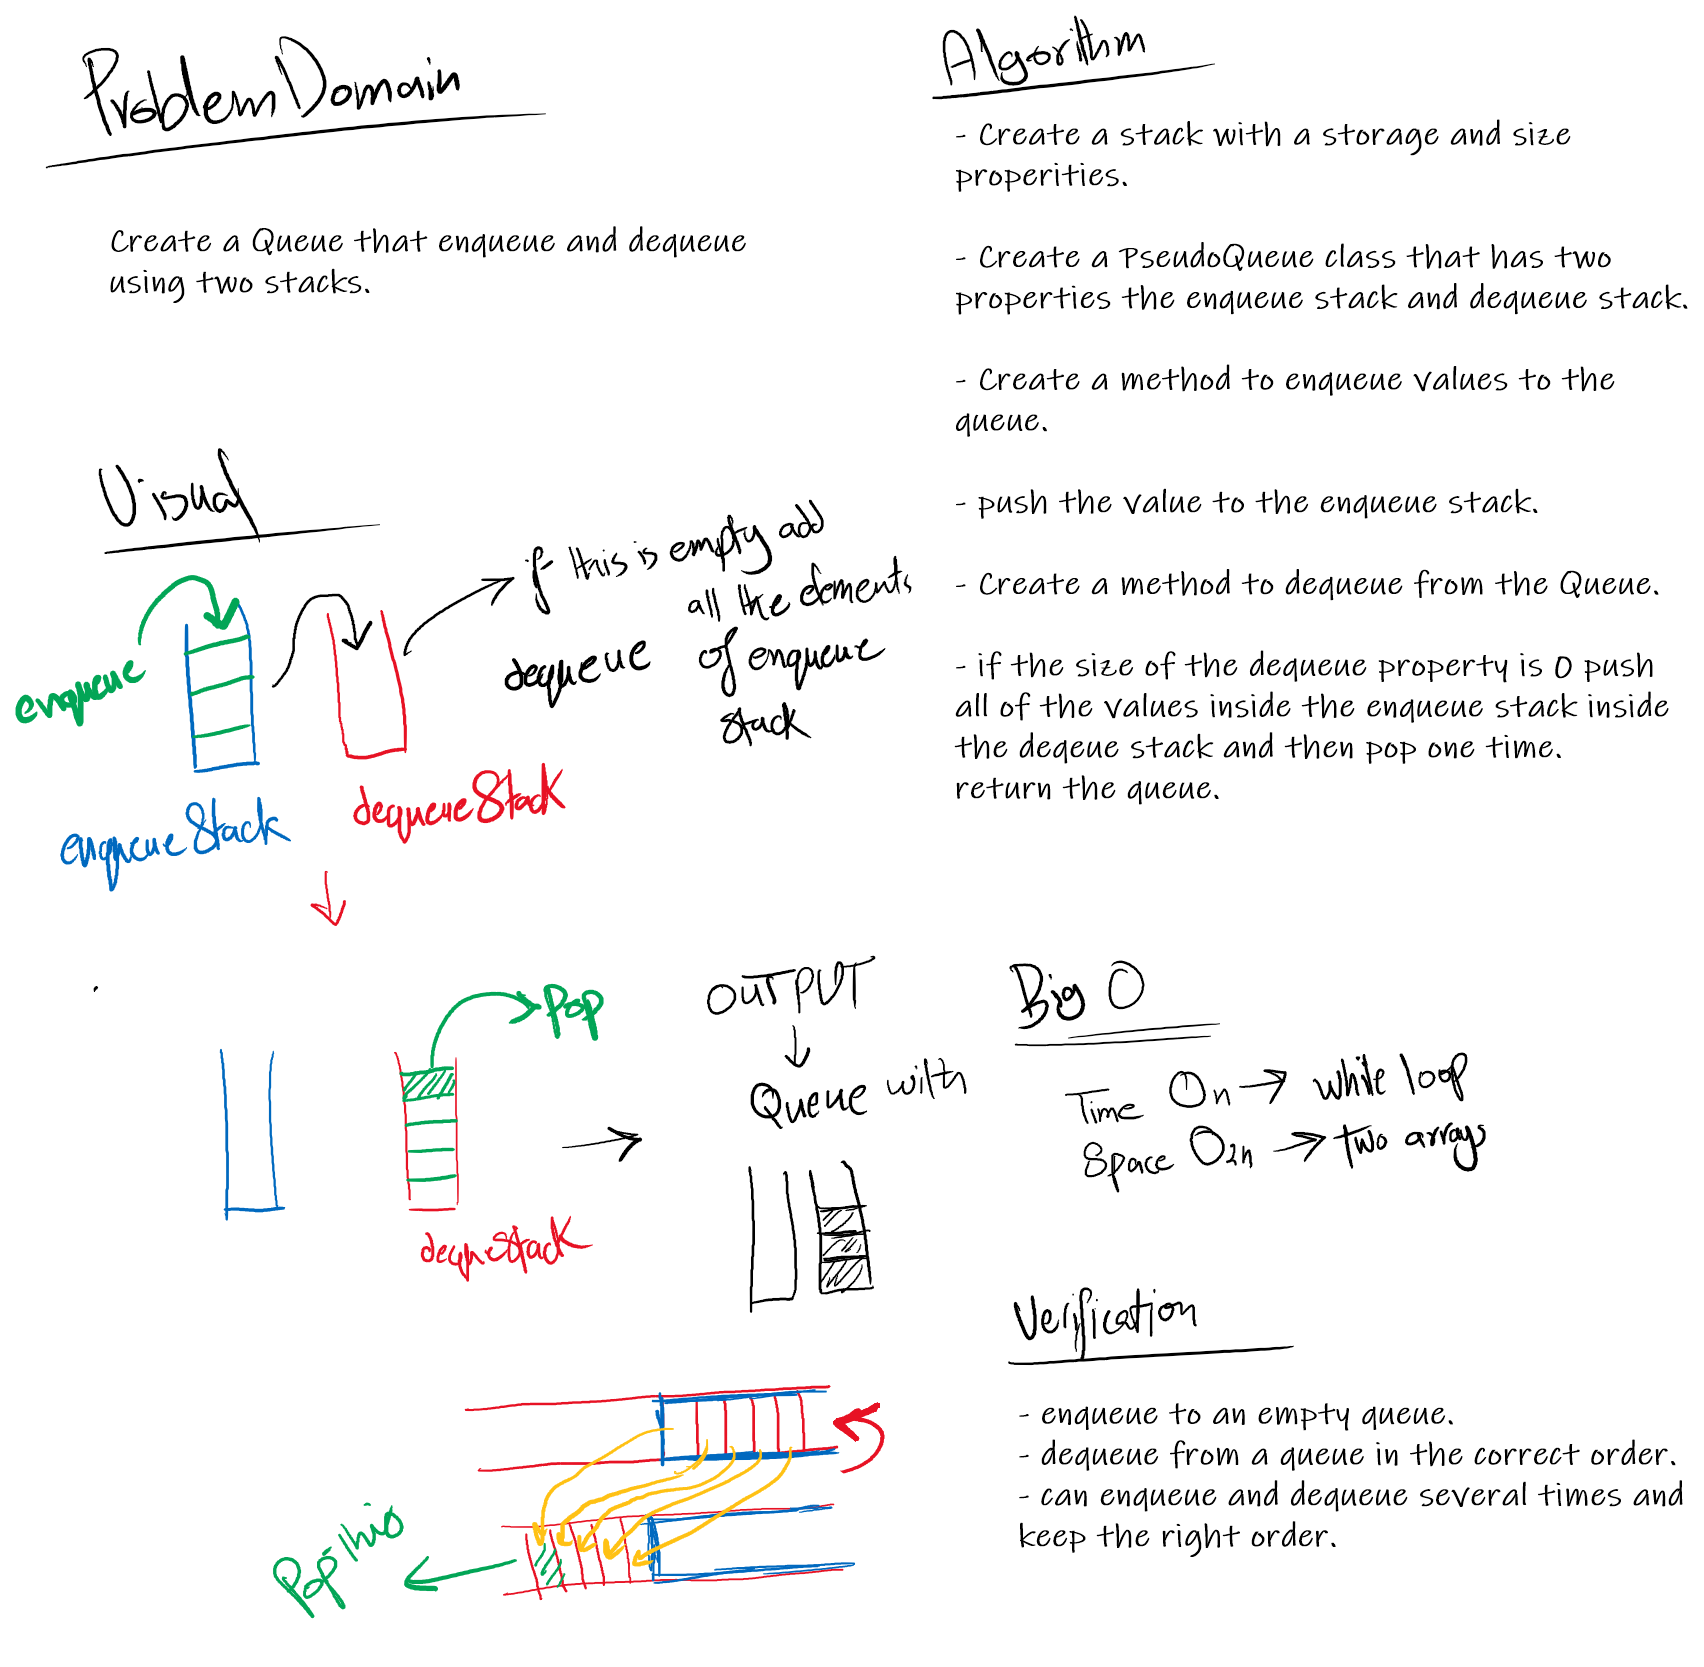 Problem Domain
Create a Queue that enqueue and dequeue
using two stacks.
Visual
if this is empty add
all the elements
dequeue of enqueue
stack
enqueue
enqueue Stack
dequeue Stack
Pop
dequeStack
OUTPUT
Queue with
Pop this
Algorithm
- Create a stack with a storage and size
properities.
- Create a PseudoQueue class that has two
properties the enqueue stack and dequeue stack.
- Create a method to enqueue values to the
queue.
- push the value to the enqueue stack.
- Create a method to dequeue from the Queue.
- if the size of the dequeue property is 0 push
all of the values inside the enqueue stack inside
the deqeue stack and then pop one time.
return the queue.
Big O
Time On → while loop
Space O2n → two arrays
Verification
- enqueue to an empty queue.
- dequeue from a queue in the correct order.
- can enqueue and dequeue several times and
keep the right order.